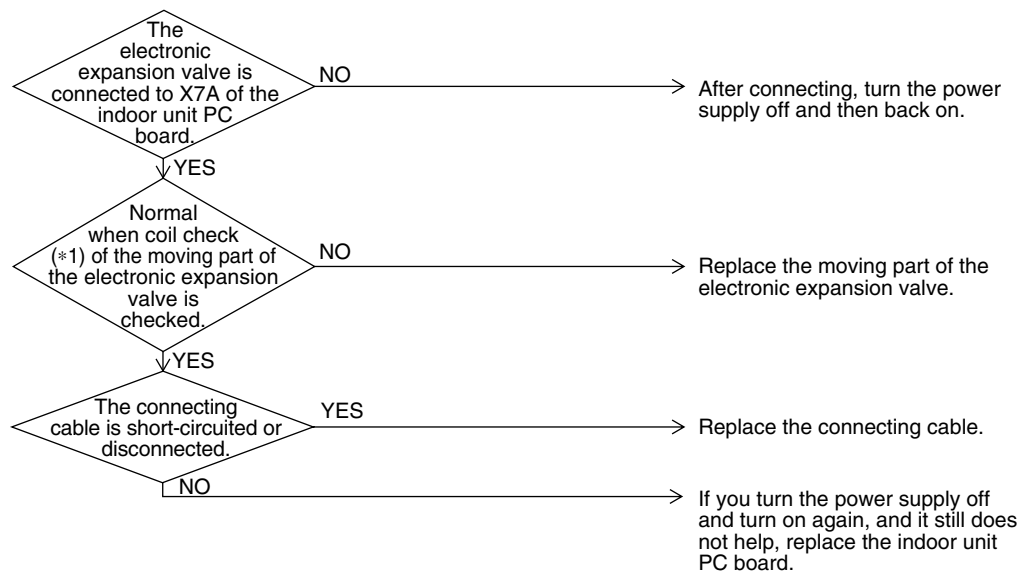 The
electronic
expansion valve is
connected to X7A of the
indoor unit PC
board.
NO
After connecting, turn the power
supply off and then back on.
YES
Normal
when coil check
(∗1) of the moving part of
the electronic expansion
valve is
checked.
NO
Replace the moving part of the
electronic expansion valve.
YES
The connecting
cable is short-circuited or
disconnected.
YES
Replace the connecting cable.
NO
If you turn the power supply off
and turn on again, and it still does
not help, replace the indoor unit
PC board.